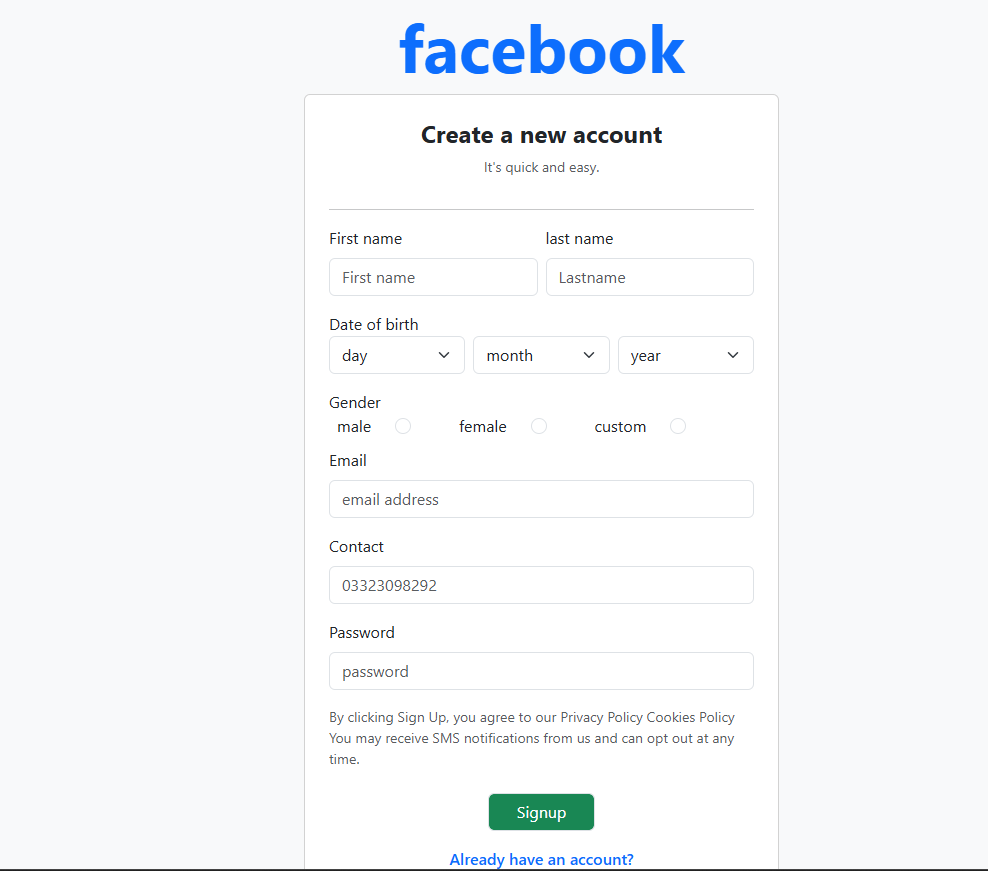 facebook
Create a new account
It's quick and easy.
First name last name
First name Lastname
Date of birth
day month year
Gender
male female custom
Email
email address
Contact
03323098292
Password
password
By clicking Sign Up, you agree to our Privacy Policy Cookies Policy
You may receive SMS notifications from us and can opt out at any
time.
Signup
Already have an account?